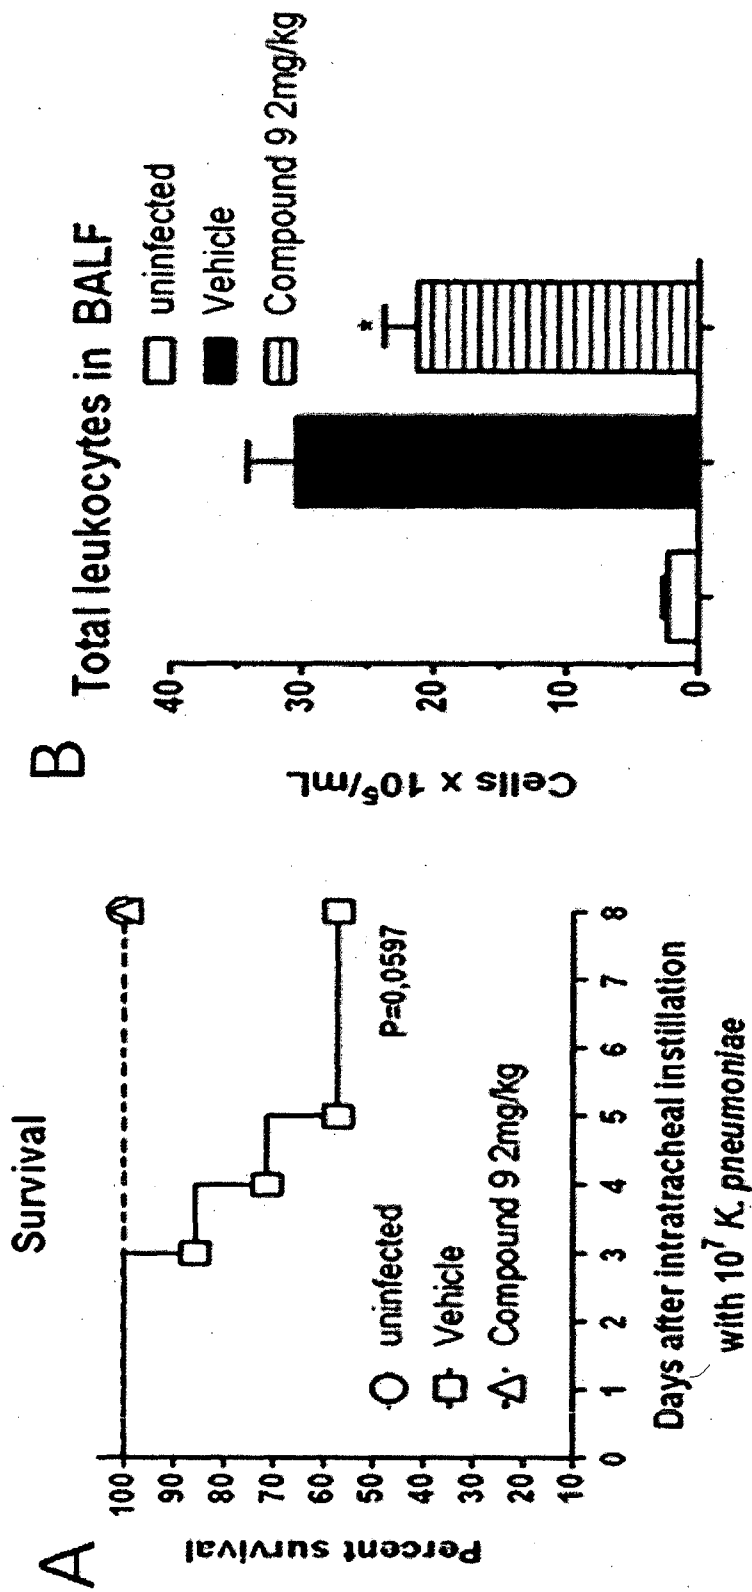 A
Survival
Percent survival
100
90
80
70
60
50
40
30
20
10
uninfected
Vehicle
Compound 9 2mg/kg
P=0,0597
0 1 2 3 4 5 6 7 8
Days after intratracheal instillation
with 10⁷ K. pneumoniae
B
Total leukocytes in BALF
uninfected
Vehicle
Compound 9 2mg/kg
Cells x 10⁵/mL
40
30
20
10
0
*